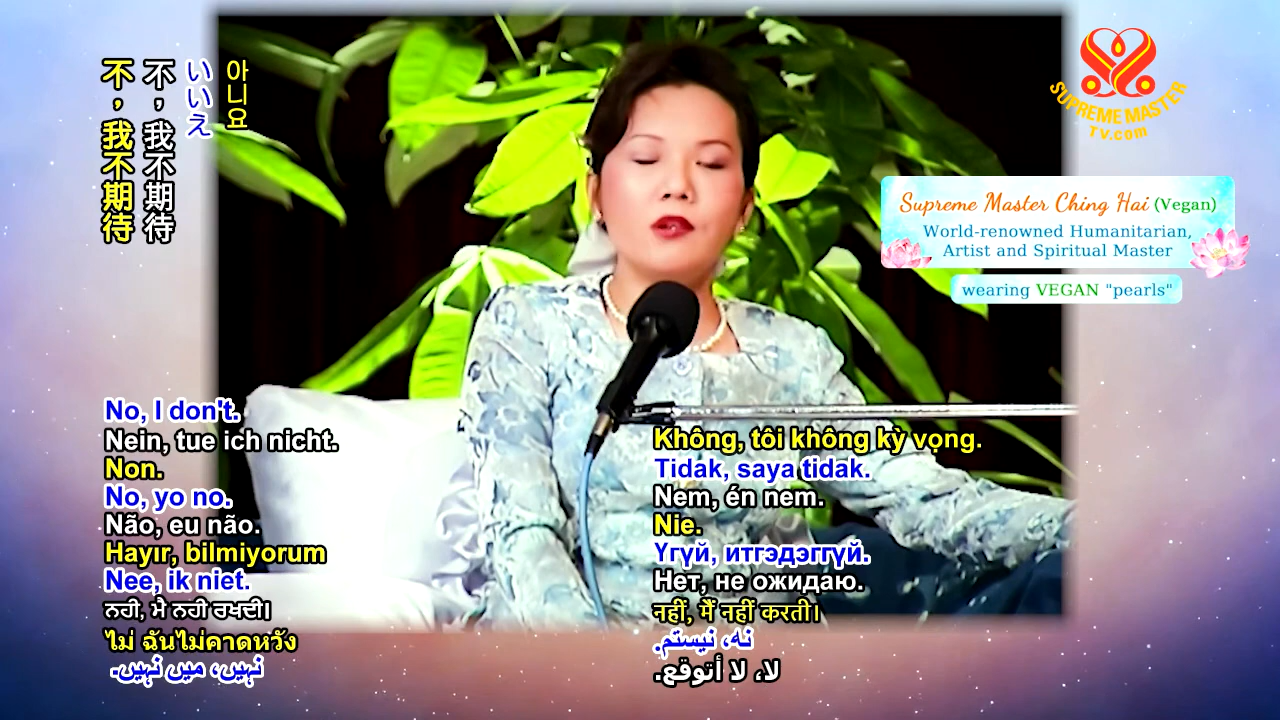 아니요
いいえ
不，我不期待
不，我不期待
SUPREME MASTER
TV.com
Supreme Master Ching Hai (Vegan)
World-renowned Humanitarian,
Artist and Spiritual Master
wearing VEGAN "pearls"
No, I don't.
Nein, tue ich nicht.
Non.
No, yo no.
Não, eu não.
Hayır, bilmiyorum
Nee, ik niet.
ਨਹੀ, ਮੈ ਨਹੀ ਰਖਦੀ।
ไม่ ฉันไม่คาดหวัง
نہیں، میں نہیں.
Không, tôi không kỳ vọng.
Tidak, saya tidak.
Nem, én nem.
Nie.
Үгүй, итгэдэггүй.
Нет, не ожидаю.
नहीं, मैं नहीं करती।
نه، نیستم.
لا، لا أتوقع.